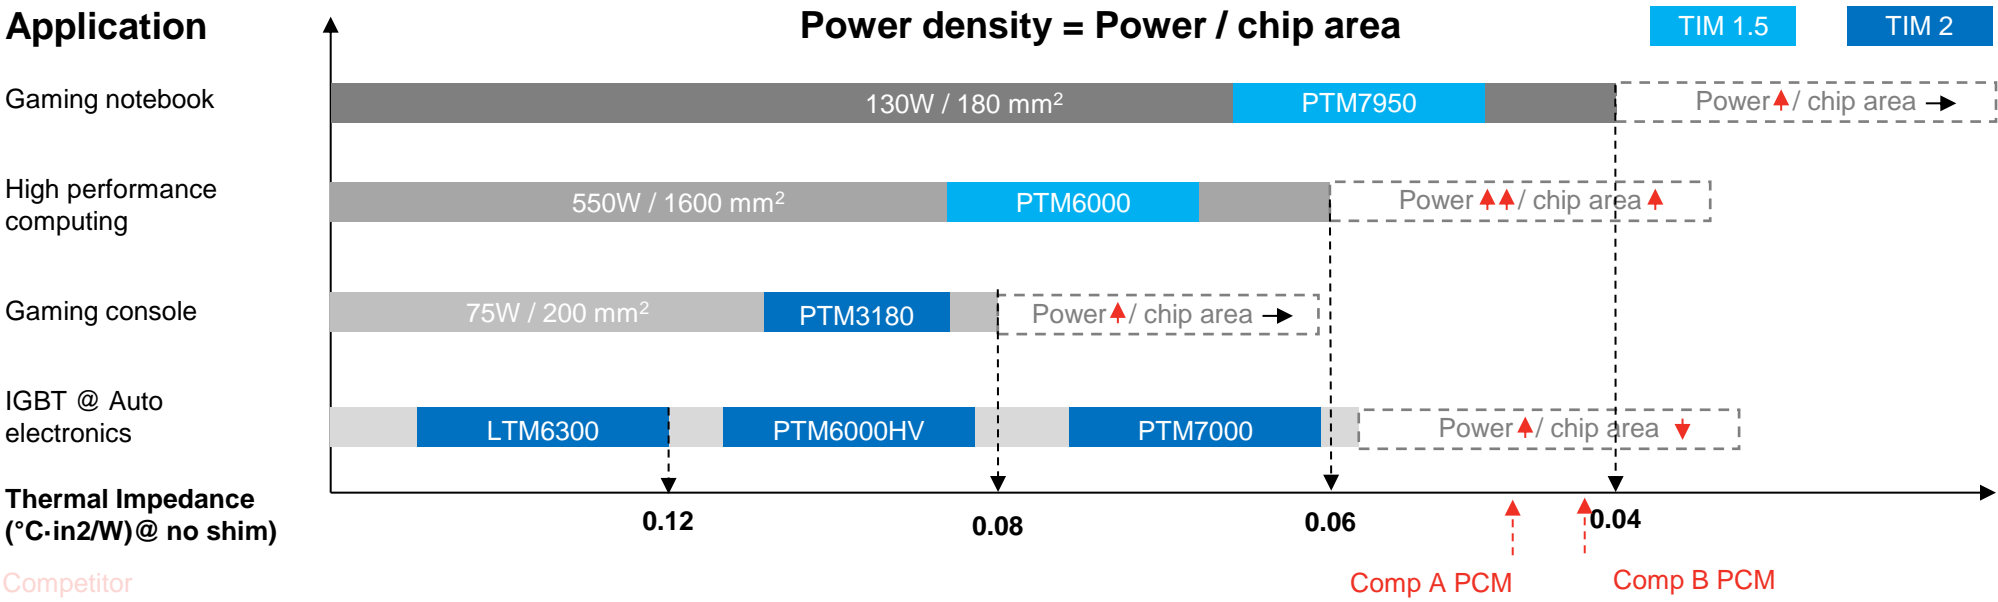 Application
Power density = Power / chip area
TIM 1.5
TIM 2
Gaming notebook
130W / 180 mm²
PTM7950
Power / chip area
High performance
computing
550W / 1600 mm²
PTM6000
Power / chip area
Gaming console
75W / 200 mm²
PTM3180
Power / chip area
IGBT @ Auto
electronics
LTM6300
PTM6000HV
PTM7000
Power / chip area
Thermal Impedance
(°C·in2/W)@ no shim)
0.12
0.08
0.06
0.04
Competitor
Comp A PCM
Comp B PCM